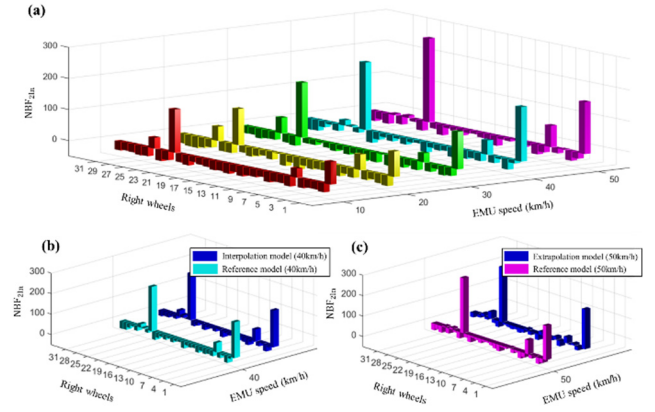 (a)
300
200
100
0
NBF2In
31 29 27 25 23 21 19 17 15 13 11 9 7 5 3 1
Right wheels
10 20 30 40 50
EMU speed (km/h)
(b)
Interpolation model (40km/h)
Reference model (40km/h)
300
200
100
0
NBF2In
31 28 25 22 19 16 13 10 7 4 1
Right wheels
40
EMU speed (km h)
(c)
Extrapolation model (50km/h)
Reference model (50km/h)
300
200
100
0
NBF2In
31 28 25 22 19 16 13 10 7 4 1
Right wheels
50
EMU speed (km/h)